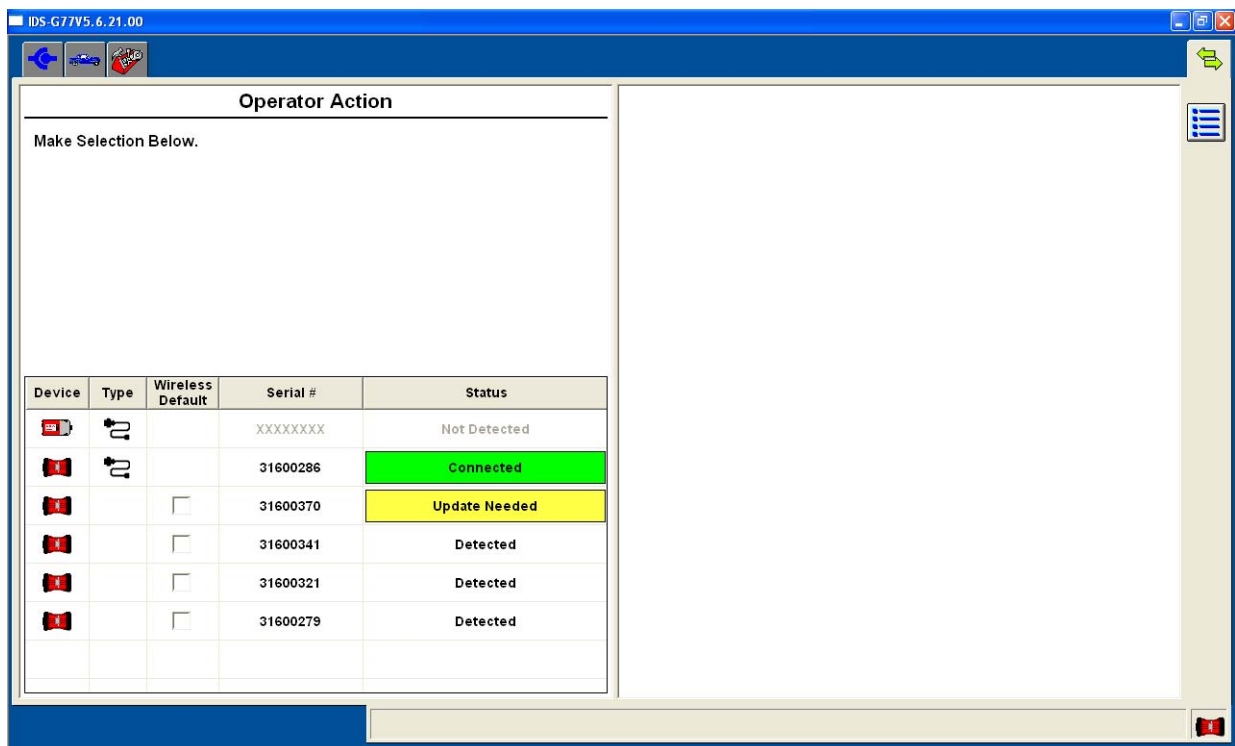 IDS-G77V5.6.21.00
Operator Action
Make Selection Below.
Device Type Wireless Default Serial # Status
XXXXXXXX Not Detected
31600286 Connected
31600370 Update Needed
31600341 Detected
31600321 Detected
31600279 Detected